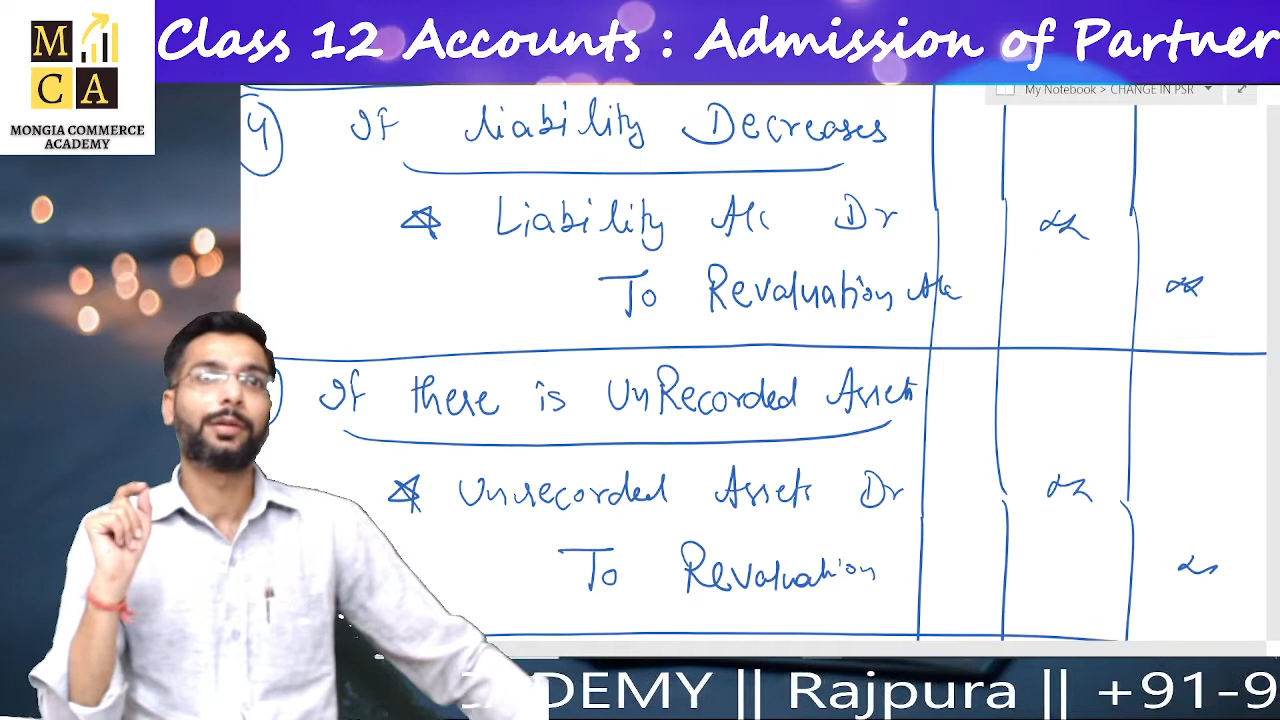 M
C A
MONGIA COMMERCE
ACADEMY
Class 12 Accounts : Admission of Partner
My Notebook > CHANGE IN PSR
4) If liability Decreases
Liability A/c Dr
To Revaluation A/c
If there is UnRecorded Assets
Unrecorded Assets Dr
To Revaluation
DEMY || Rajpura || +91-9